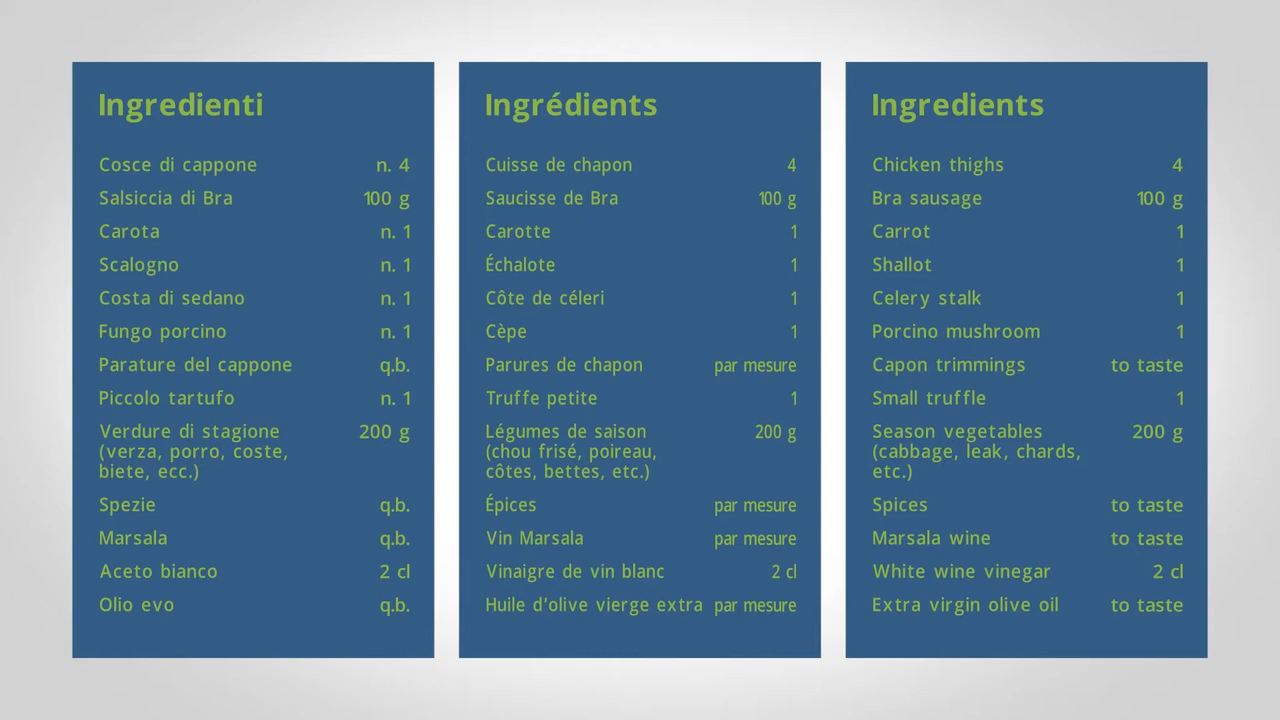 Ingredienti
Cosce di cappone n. 4
Salsiccia di Bra 100 g
Carota n. 1
Scalogno n. 1
Costa di sedano n. 1
Fungo porcino n. 1
Parature del cappone q.b.
Piccolo tartufo n. 1
Verdure di stagione 200 g
(verza, porro, coste,
biete, ecc.)
Spezie q.b.
Marsala q.b.
Aceto bianco 2 cl
Olio evo q.b.
Ingrédients
Cuisse de chapon 4
Saucisse de Bra 100 g
Carotte 1
Échalote 1
Côte de céleri 1
Cèpe 1
Parures de chapon par mesure
Truffe petite 1
Légumes de saison 200 g
(chou frisé, poireau,
côtes, bettes, etc.)
Épices par mesure
Vin Marsala par mesure
Vinaigre de vin blanc 2 cl
Huile d’olive vierge extra par mesure
Ingredients
Chicken thighs 4
Bra sausage 100 g
Carrot 1
Shallot 1
Celery stalk 1
Porcino mushroom 1
Capon trimmings to taste
Small truffle 1
Season vegetables 200 g
(cabbage, leak, chards,
etc.)
Spices to taste
Marsala wine to taste
White wine vinegar 2 cl
Extra virgin olive oil to taste